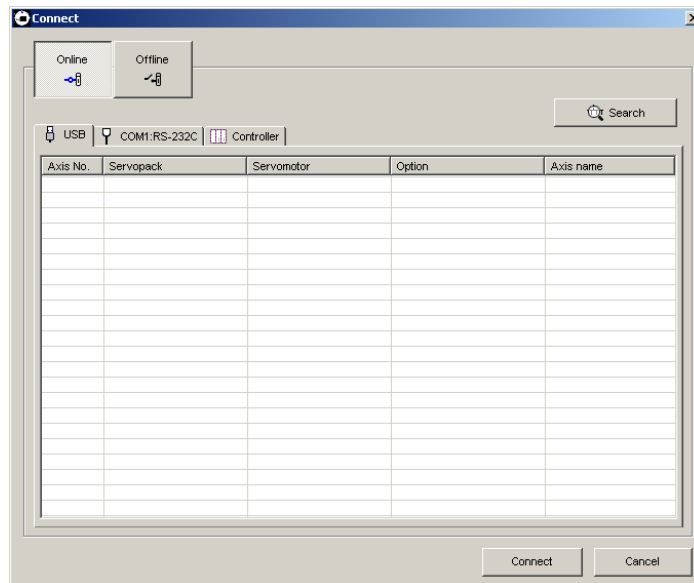 Connect
Online
Offline
Search
USB
COM1:RS-232C
Controller
Axis No. Servopack Servomotor Option Axis name
Connect Cancel